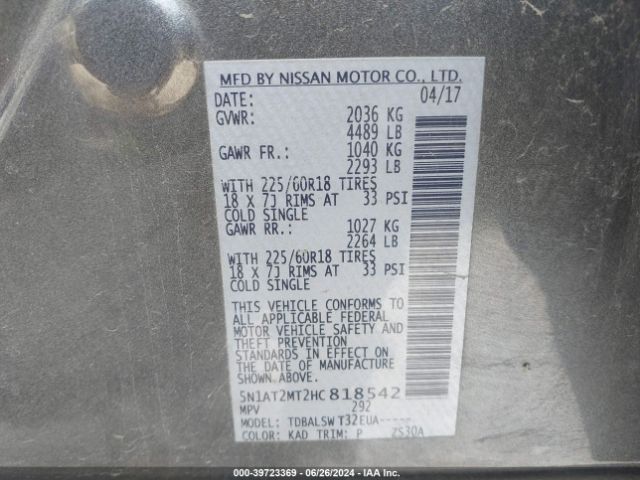 MFD BY NISSAN MOTOR CO., LTD.
DATE: 04/17
GVWR: 2036 KG
4489 LB
GAWR FR.: 1040 KG
2293 LB
WITH 225/60R18 TIRES
18 X 7J RIMS AT 33 PSI
COLD SINGLE
GAWR RR.: 1027 KG
2264 LB
WITH 225/60R18 TIRES
18 X 7J RIMS AT 33 PSI
COLD SINGLE
THIS VEHICLE CONFORMS TO
ALL APPLICABLE FEDERAL
MOTOR VEHICLE SAFETY AND
THEFT PREVENTION
STANDARDS IN EFFECT ON
THE DATE OF MANUFACTURE
SHOWN ABOVE.
5N1AT2MT2HC818542
MPV 292
MODEL: TDBALSW T32EUA-----
COLOR: KAD TRIM: P ZS30A
000-39723369 - 06/26/2024 - IAA Inc.